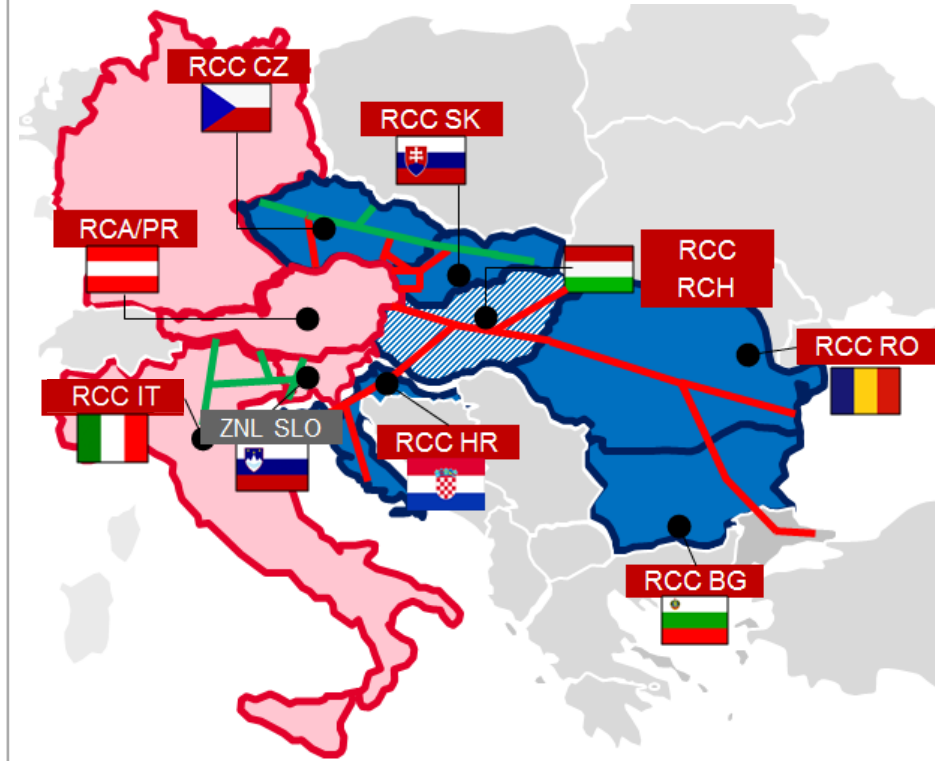 RCC CZ
RCC SK
RCA/PR
RCC
RCH
RCC RO
RCC IT
ZNL SLO
RCC HR
RCC BG